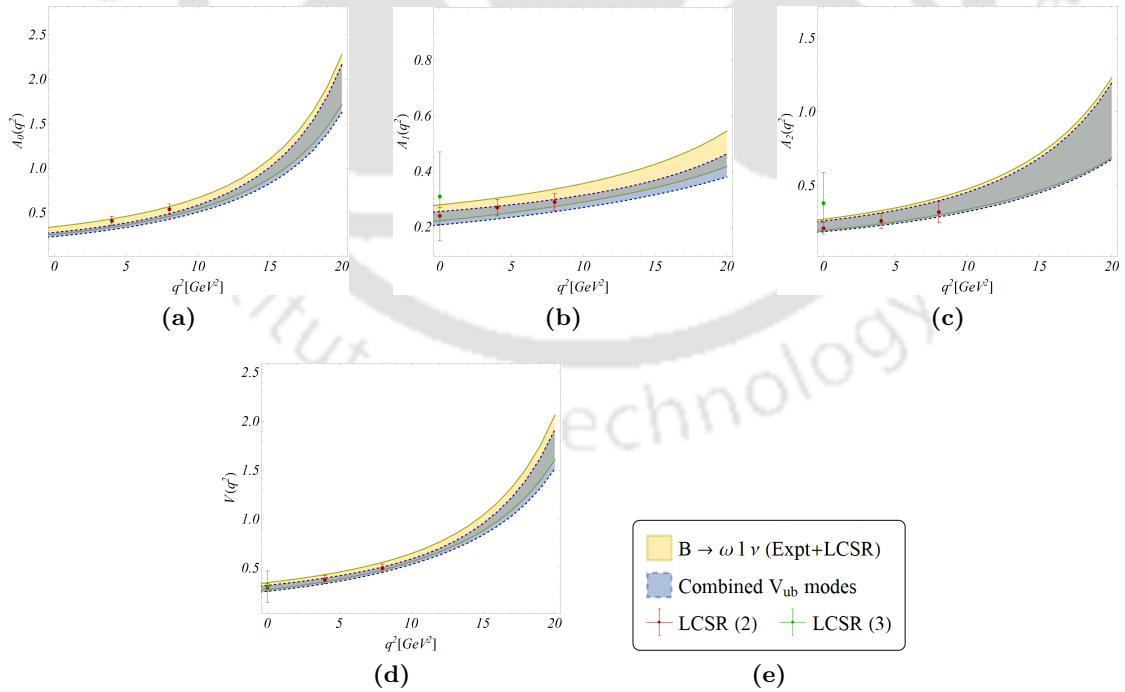 2.5
2.0
1.5
1.0
0.5
A₀(q²)
0 5 10 15 20
q²[GeV²]
(a)
0.8
0.6
0.4
0.2
A₁(q²)
0 5 10 15 20
q²[GeV²]
(b)
1.5
1.0
0.5
A₂(q²)
0 5 10 15 20
q²[GeV²]
(c)
titut
echnology
2.5
2.0
1.5
1.0
0.5
V(q²)
0 5 10 15 20
q²[GeV²]
(d)
B → ω l ν (Expt+LCSR)
Combined V_ub modes
LCSR (2) LCSR (3)
(e)